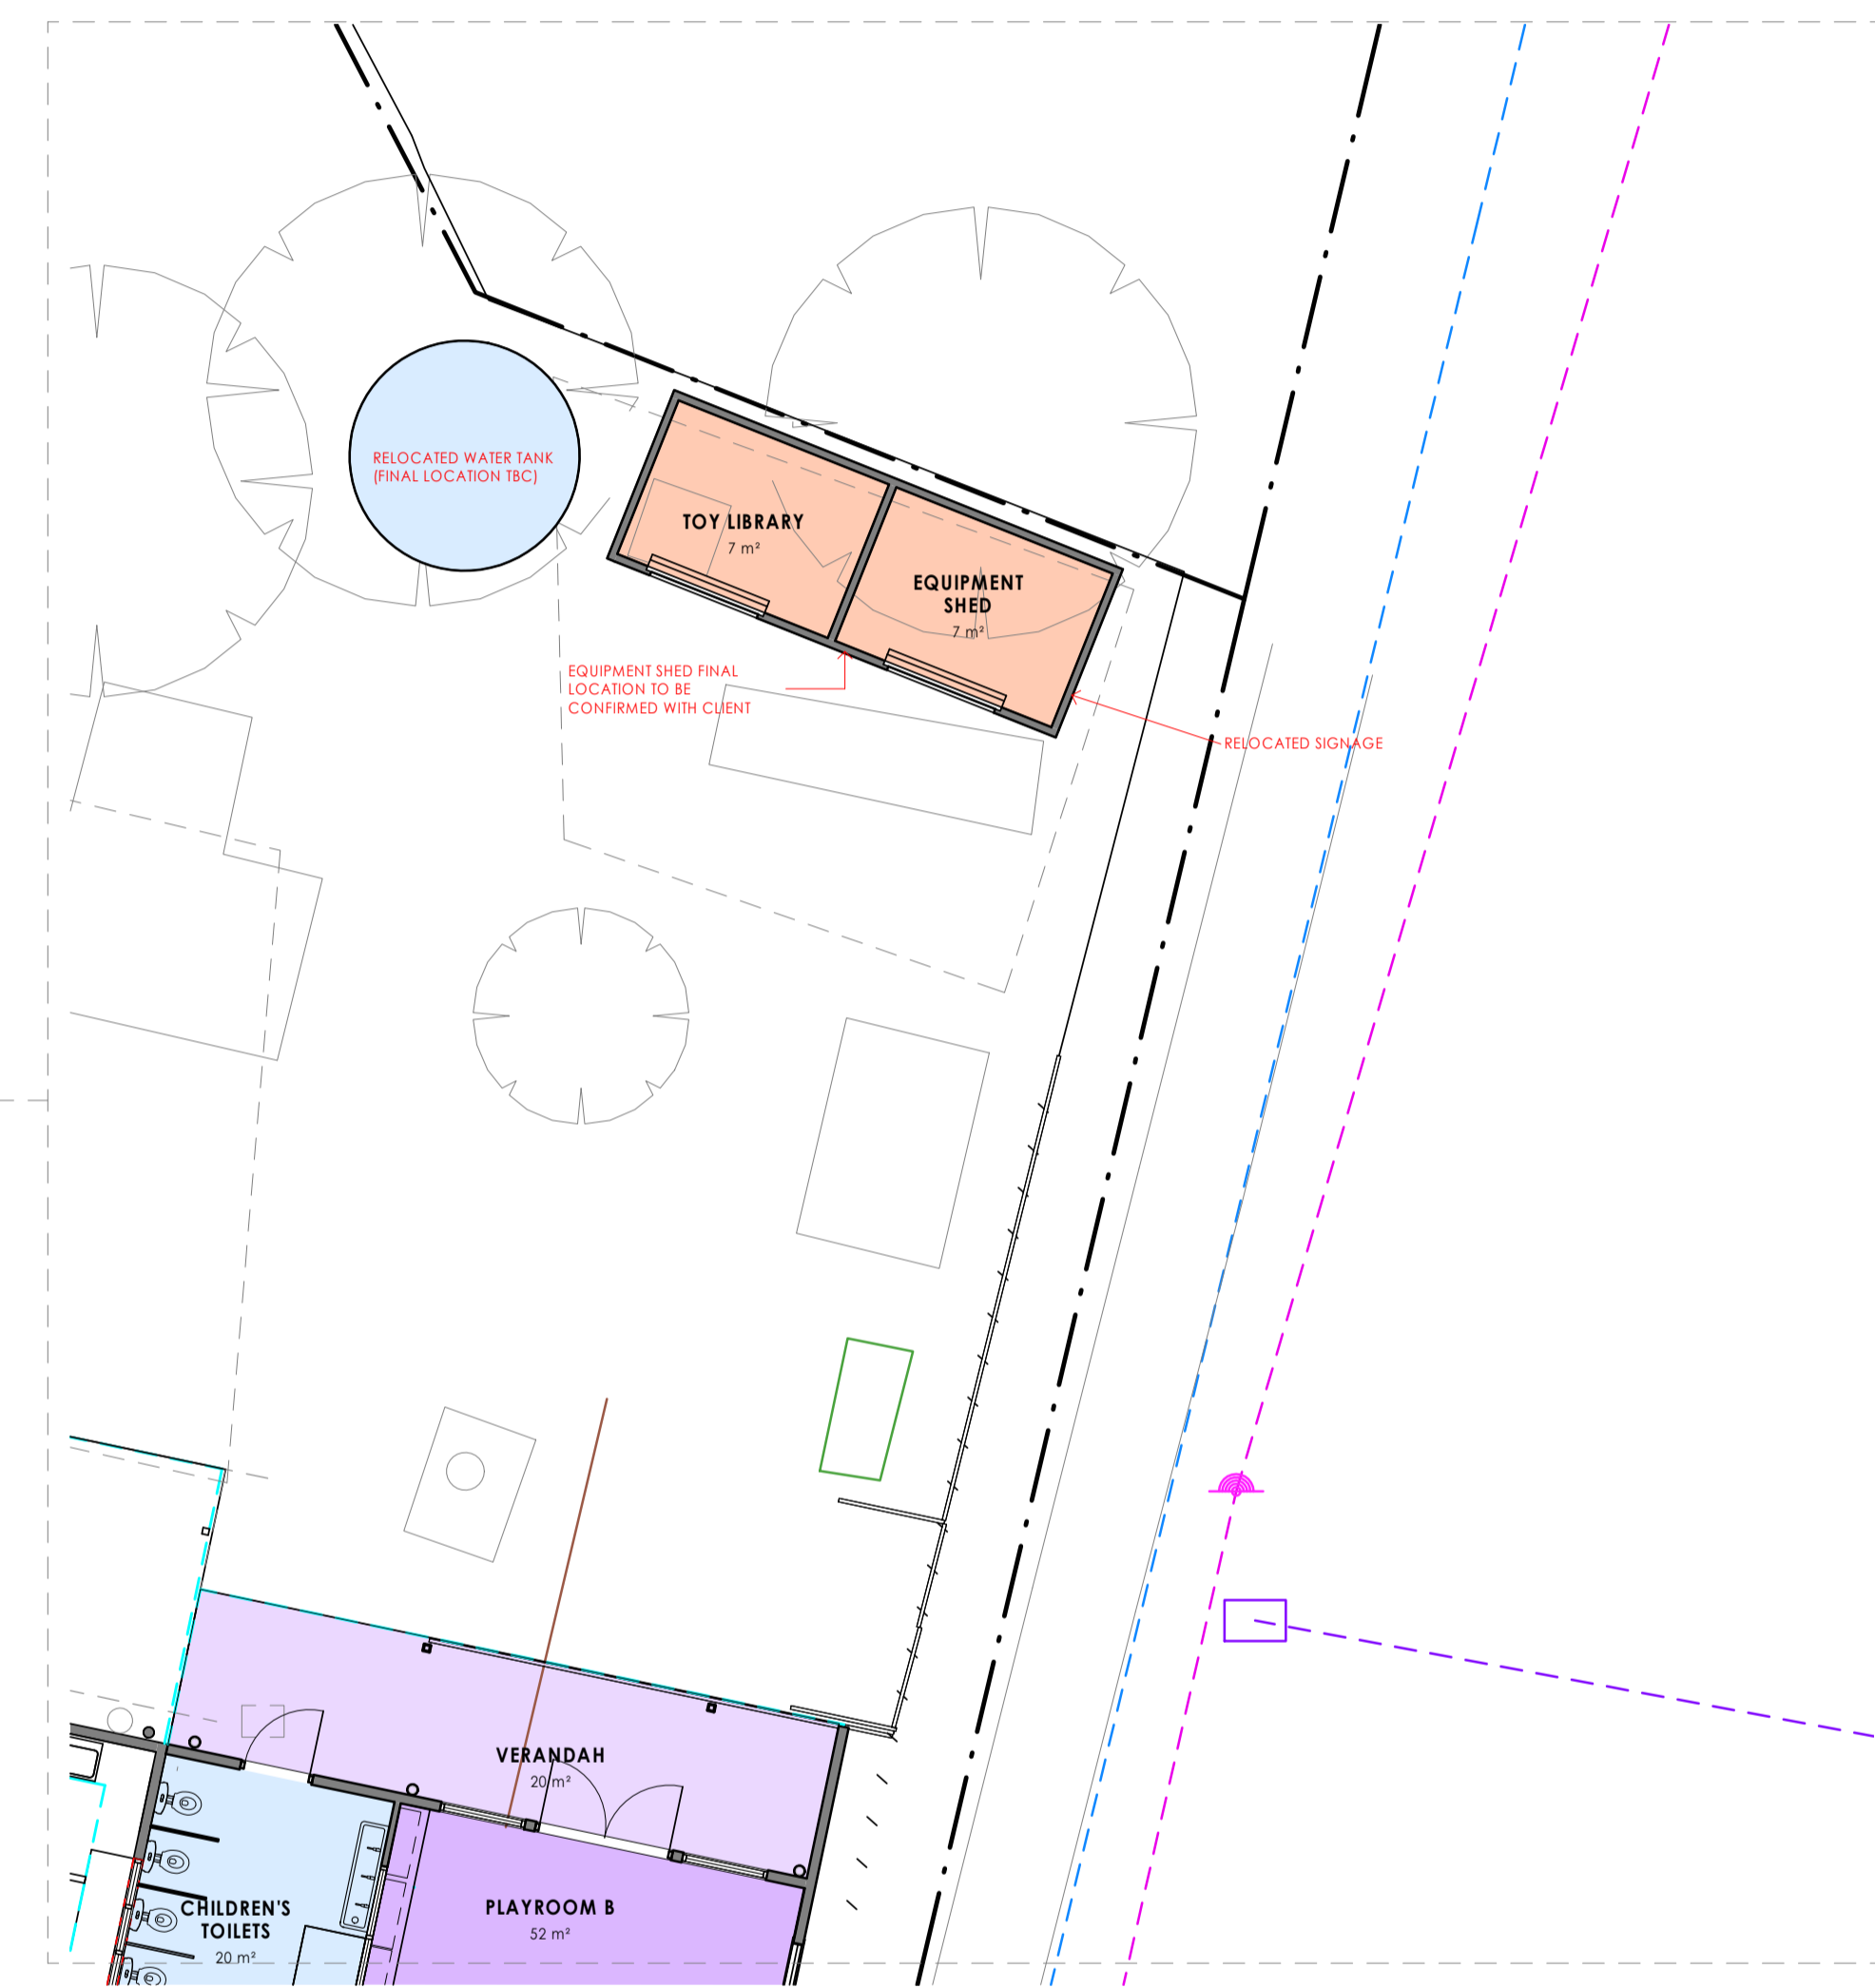 RELOCATED WATER TANK
(FINAL LOCATION TBC)
TOY LIBRARY
7 m²
EQUIPMENT
SHED
7 m²
EQUIPMENT SHED FINAL
LOCATION TO BE
CONFIRMED WITH CLIENT
RELOCATED SIGNAGE
VERANDAH
20 m²
CHILDREN'S
TOILETS
20 m²
PLAYROOM B
52 m²